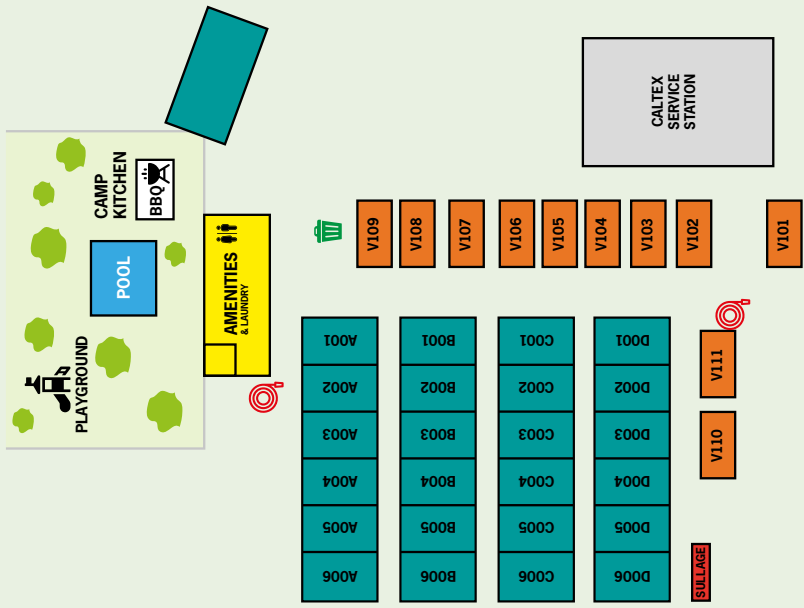 CALTEX
SERVICE
STATION
CAMP
KITCHEN
BBQ
POOL
PLAYGROUND
AMENITIES
& LAUNDRY
V109
V108
V107
V106
V105
V104
V103
V102
V101
V111
V110
SULLAGE
A001
A002
A003
A004
A005
A006
B001
B002
B003
B004
B005
B006
C001
C002
C003
C004
C005
C006
D001
D002
D003
D004
D005
D006